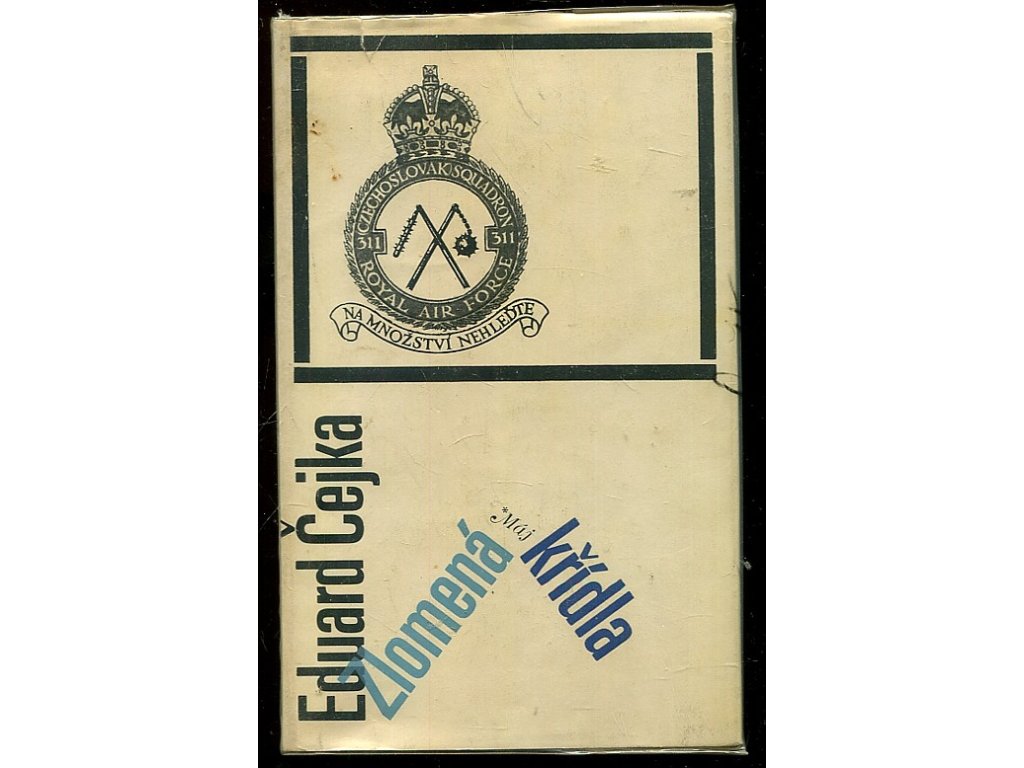 CZECHOSLOVAK SQUADRON
311 311
ROYAL AIR FORCE
NA MNOŽSTVÍ NEHLEĎTE
Eduard Čejka
Zlomená
*Máj
křídla